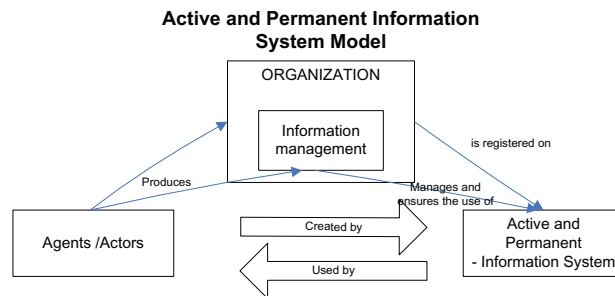 Active and Permanent Information
System Model
ORGANIZATION
Information
management
is registered on
Produces
Manages and
ensures the use of
Agents /Actors
Created by
Used by
Active and
Permanent
- Information System